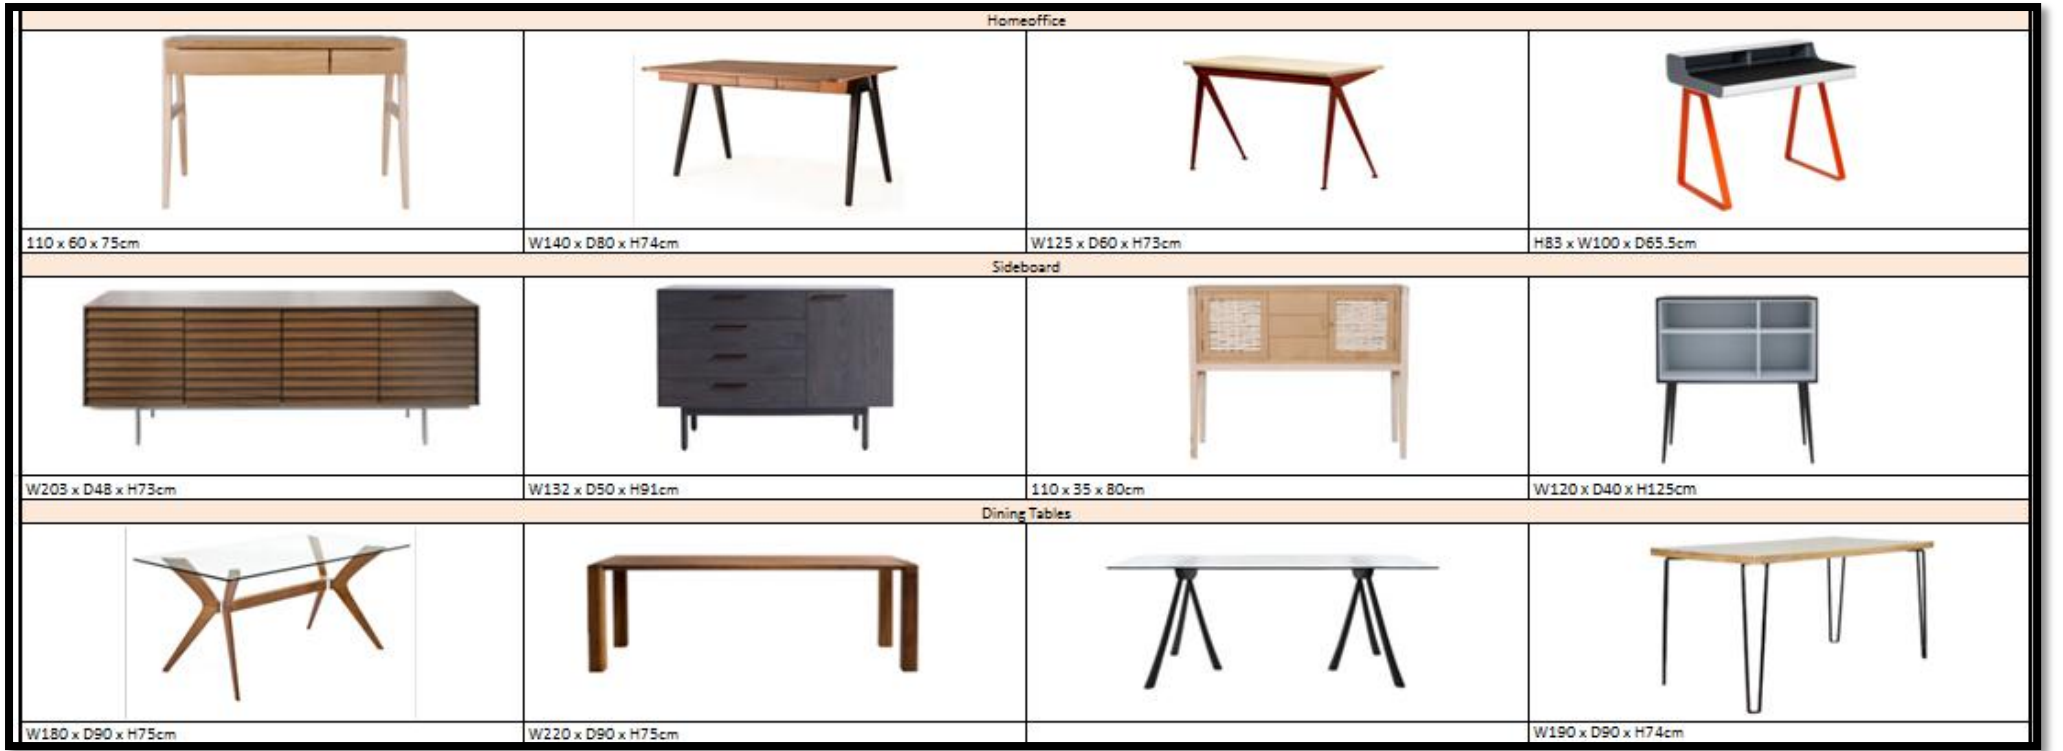 Homeoffice
110 x 60 x 75cm
W140 x D80 x H74cm
W125 x D60 x H73cm
H83 x W100 x D65.5cm
Sideboard
W203 x D48 x H73cm
W132 x D50 x H91cm
110 x 35 x 80cm
W120 x D40 x H125cm
Dining Tables
W180 x D90 x H75cm
W220 x D90 x H75cm
W190 x D90 x H74cm